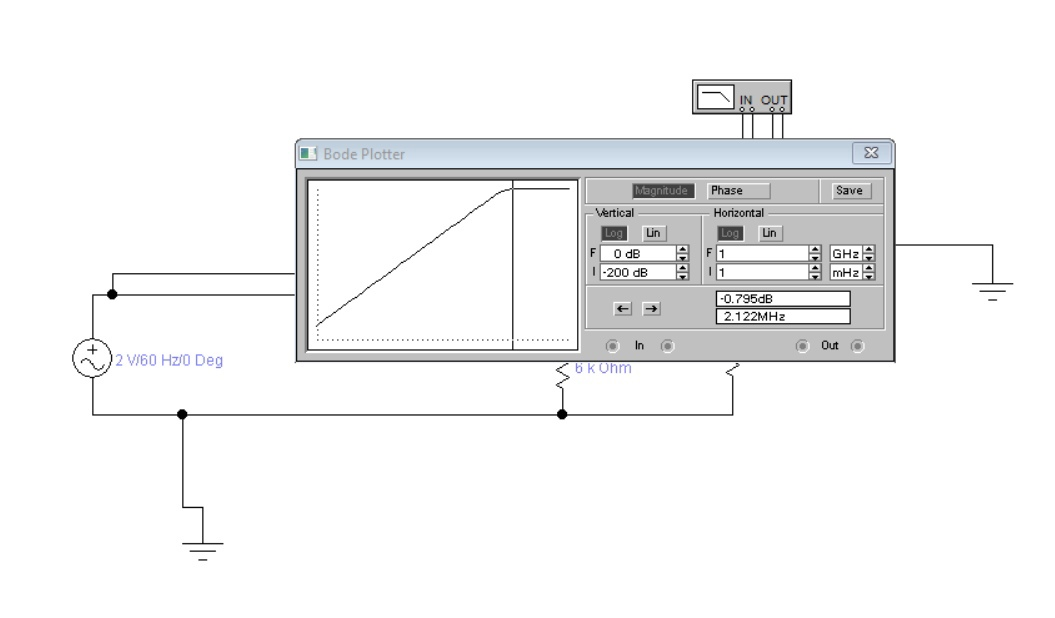 IN OUT
Bode Plotter
Magnitude Phase Save
Vertical Horizontal
Log Lin Log Lin
F 0 dB F 1 GHz
I -200 dB I 1 mHz
← →
-0.795dB
2.122MHz
In Out
2 V/60 Hz/0 Deg
6 k Ohm